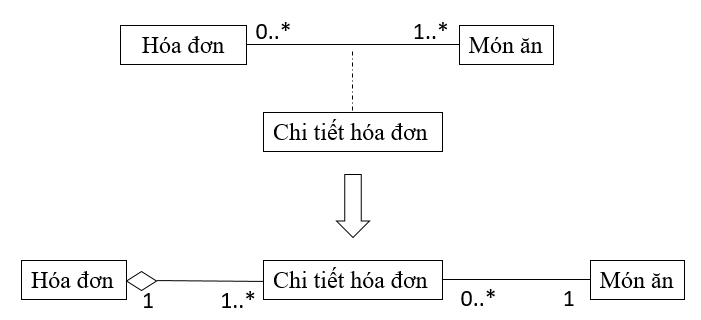 Hóa đơn 0..* 1..* Món ăn
Chi tiết hóa đơn
Hóa đơn 1 1..* Chi tiết hóa đơn 0..* 1 Món ăn